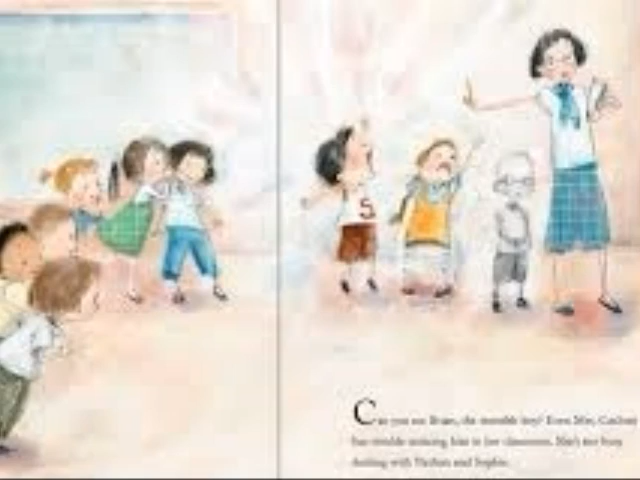 5
Can you see Brian, the invisible boy? Even Mrs. Carlotti
has trouble noticing him in her classroom. She's too busy
dealing with Nathan and Sophie.